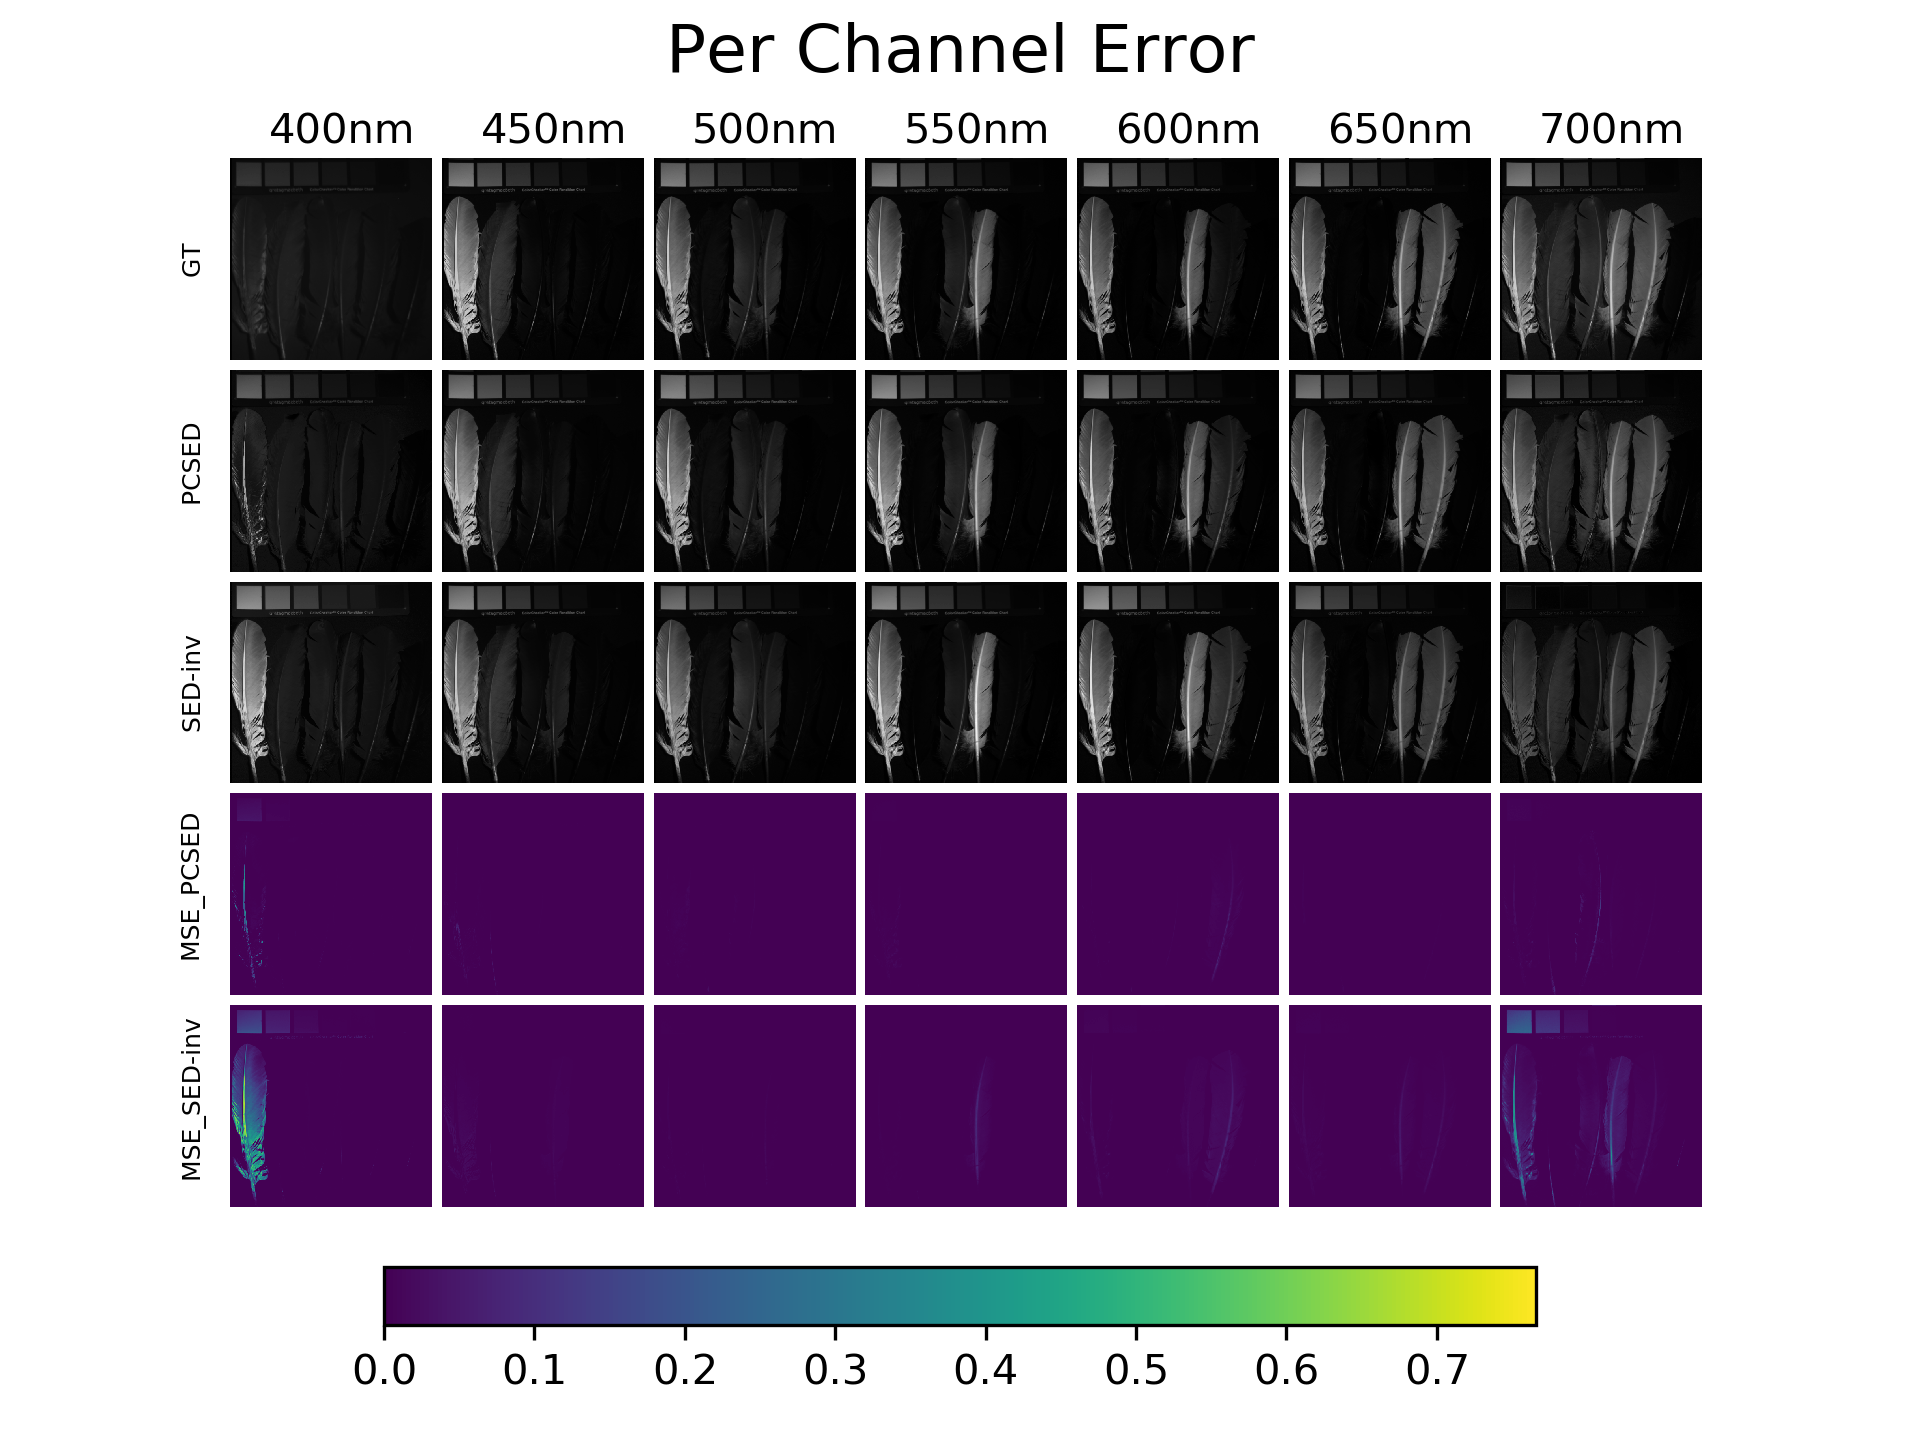 Per Channel Error
400nm 450nm 500nm 550nm 600nm 650nm 700nm
GT
PCSED
SED-inv
MSE_PCSED
MSE_SED-inv
0.0 0.1 0.2 0.3 0.4 0.5 0.6 0.7